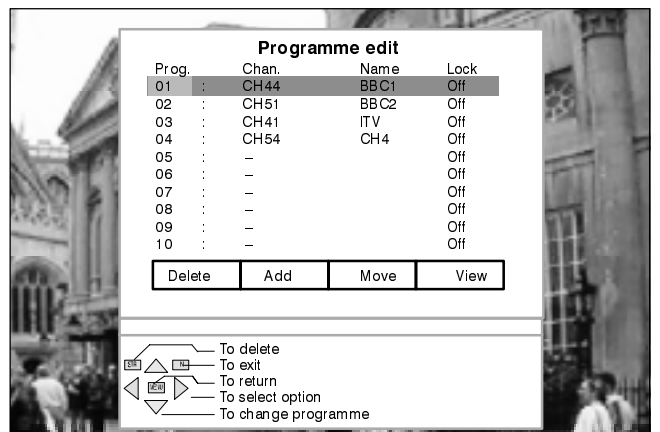 Programme edit
Prog. Chan. Name Lock
01 : CH44 BBC1 Off
02 : CH51 BBC2 Off
03 : CH41 ITV Off
04 : CH54 CH4 Off
05 : – Off
06 : – Off
07 : – Off
08 : – Off
09 : – Off
10 : – Off
Delete Add Move View
To delete
To exit
To return
To select option
To change programme
STR
N
MENU